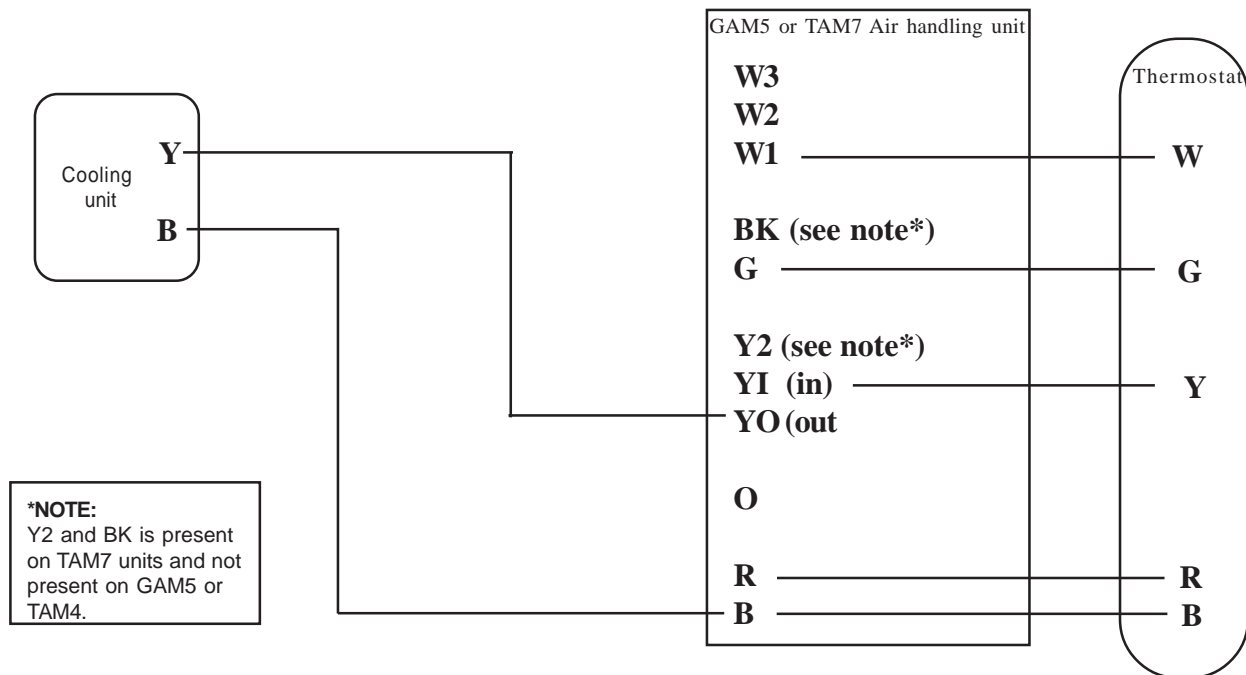 GAM5 or TAM7 Air handling unit
W3
W2
W1
BK (see note*)
G
Y2 (see note*)
YI (in)
YO (out
O
R
B
Cooling
unit
Y
B
Thermostat
W
G
Y
R
B
*NOTE:
Y2 and BK is present
on TAM7 units and not
present on GAM5 or
TAM4.